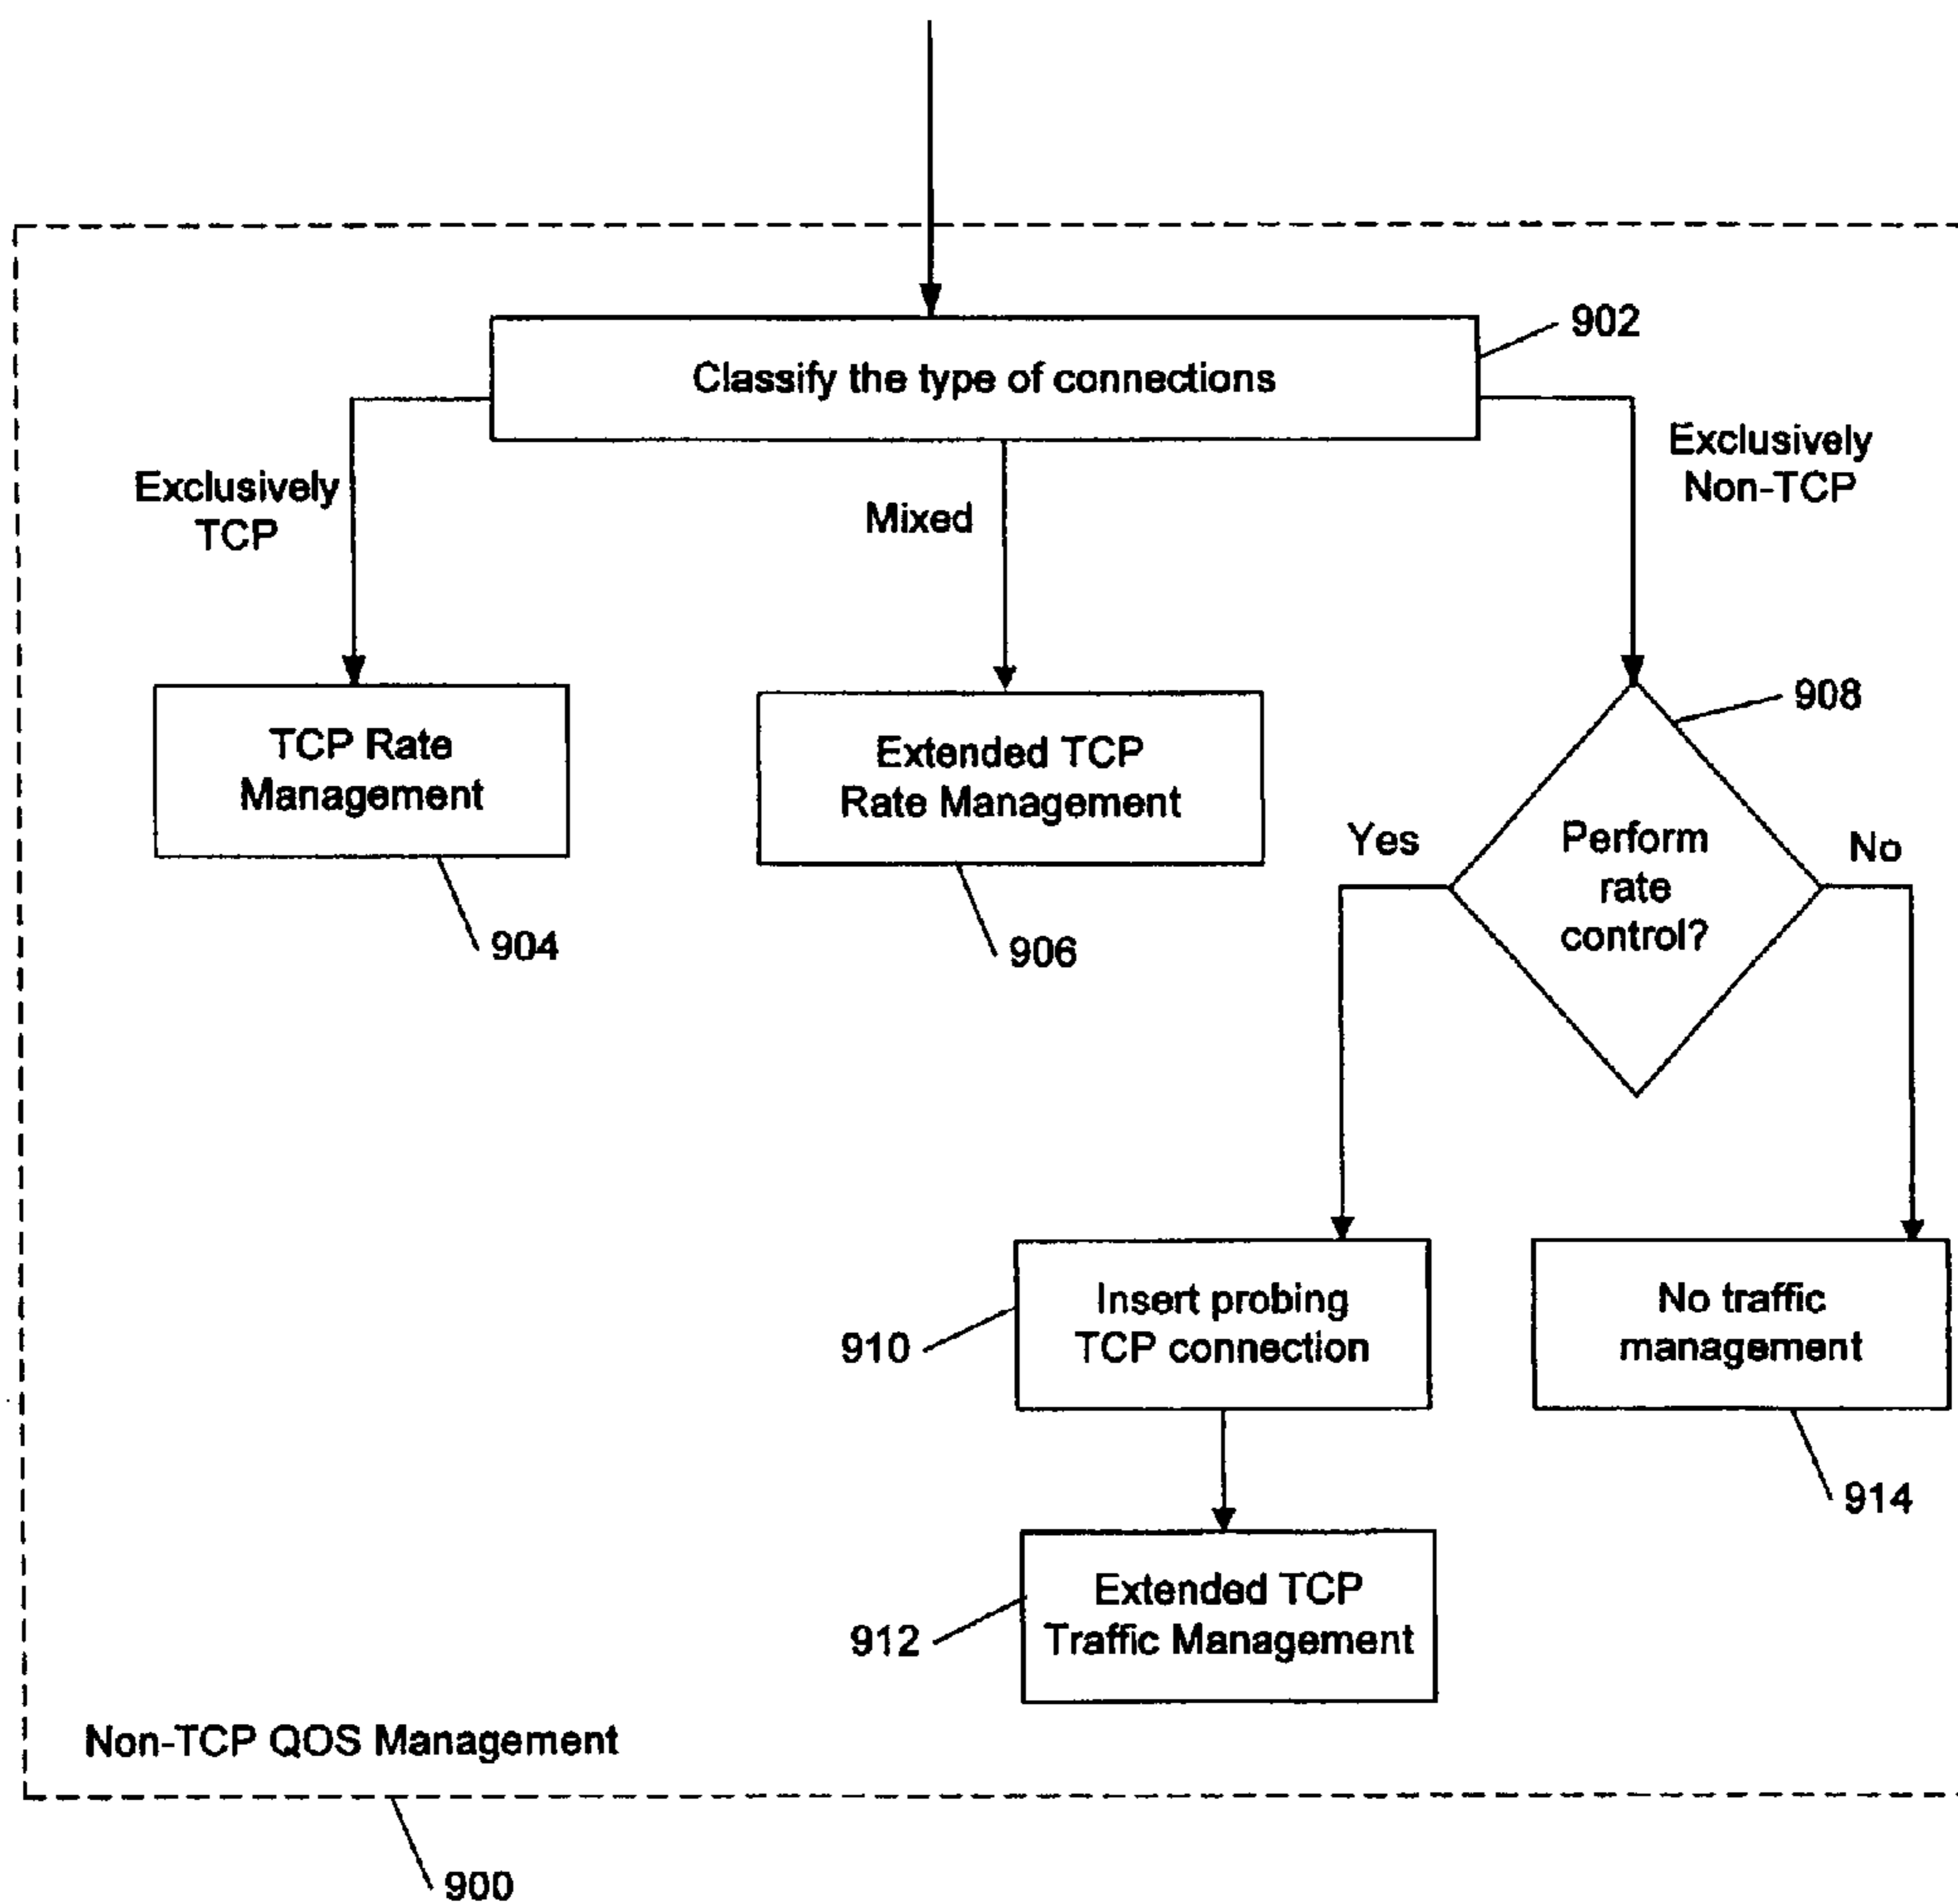 902
Classify the type of connections
Exclusively
Non-TCP
Exclusively
TCP
Mixed
908
TCP Rate
Management
Extended TCP
Rate Management
Yes
Perform
rate
control?
No
904
906
Insert probing
TCP connection
910
No traffic
management
914
Extended TCP
Traffic Management
912
Non-TCP QOS Management
900